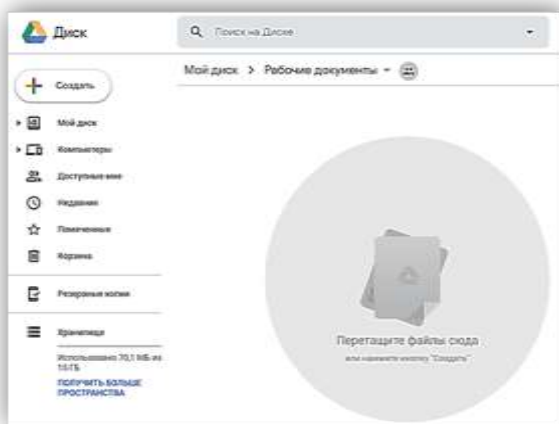 Диск
Поиск на Диске
Мой диск > Рабочие документы
Создать
Мой диск
Компьютеры
Доступные мне
Недавние
Помеченные
Корзина
Резервные копии
Хранилище
Использовано 70,1 МБ из
15 ГБ
ПОЛУЧИТЬ БОЛЬШЕ
ПРОСТРАНСТВА
Перетащите файлы сюда
или нажмите кнопку "Создать"